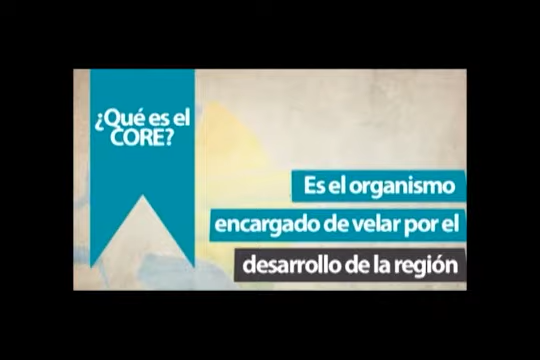 ¿Qué es el
CORE?
Es el organismo
encargado de velar por el
desarrollo de la región